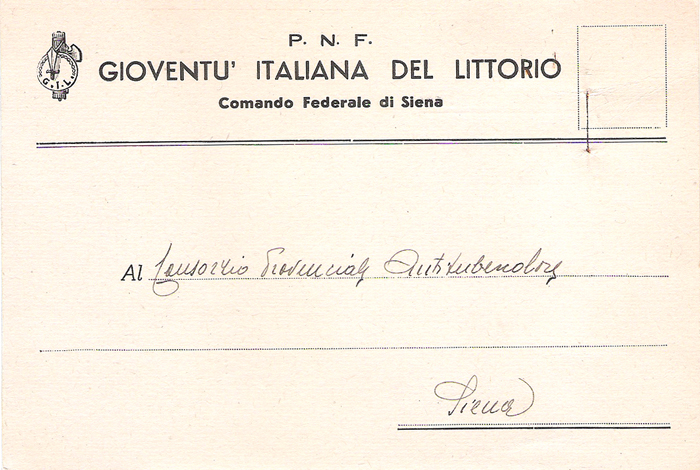 P. N. F.
GIOVENTU' ITALIANA DEL LITTORIO
Comando Federale di Siena
G.I.L.
Al Consorzio Provinciale Antitubercolare
Siena